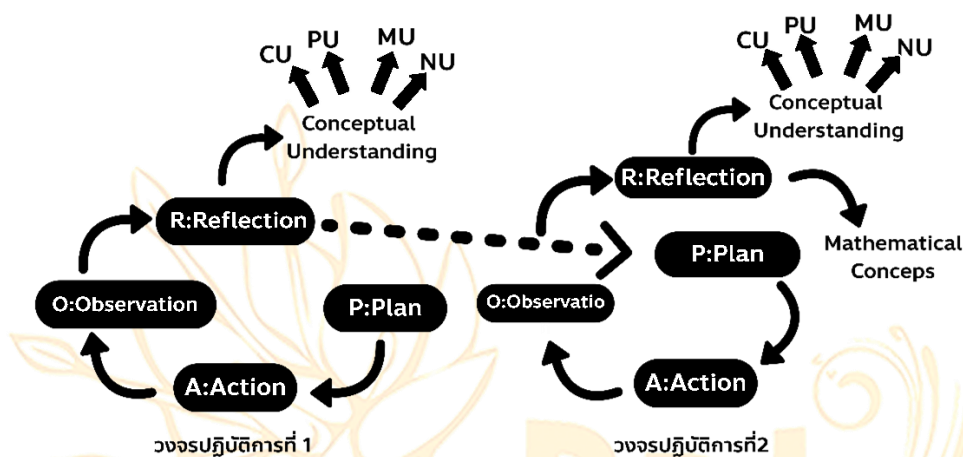 CU
PU
MU
NU
Conceptual
Understanding
R:Reflection
O:Observation
P:Plan
A:Action
วงจรปฏิบัติการที่ 1
CU
PU
MU
NU
Conceptual
Understanding
R:Reflection
P:Plan
Mathematical
Conceps
O:Observatio
A:Action
วงจรปฏิบัติการที่2